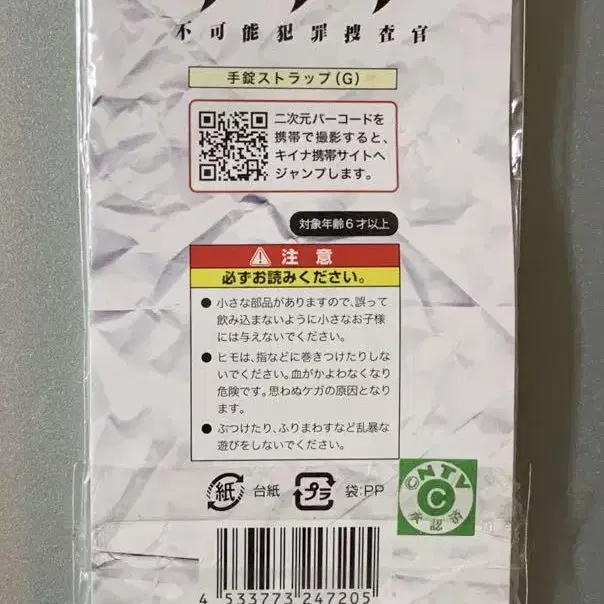 不可能犯罪捜査官
手錠ストラップ（G）
二次元バーコードを
携帯で撮影すると、
キイナ携帯サイトへ
ジャンプします。
対象年齢6才以上
注意
必ずお読みください。
● 小さな部品がありますので、誤って
飲み込まないように小さなお子様
には与えないでください。
● ヒモは、指などに巻きつけたりしな
いでください。血がかよわなくなり
危険です。思わぬケガの原因となり
ます。
● ぶつけたり、ふりまわすなど乱暴な
遊びをしないでください。
紙 台紙 プラ 袋:PP
©NTV
C
承認済
4 533773 247205